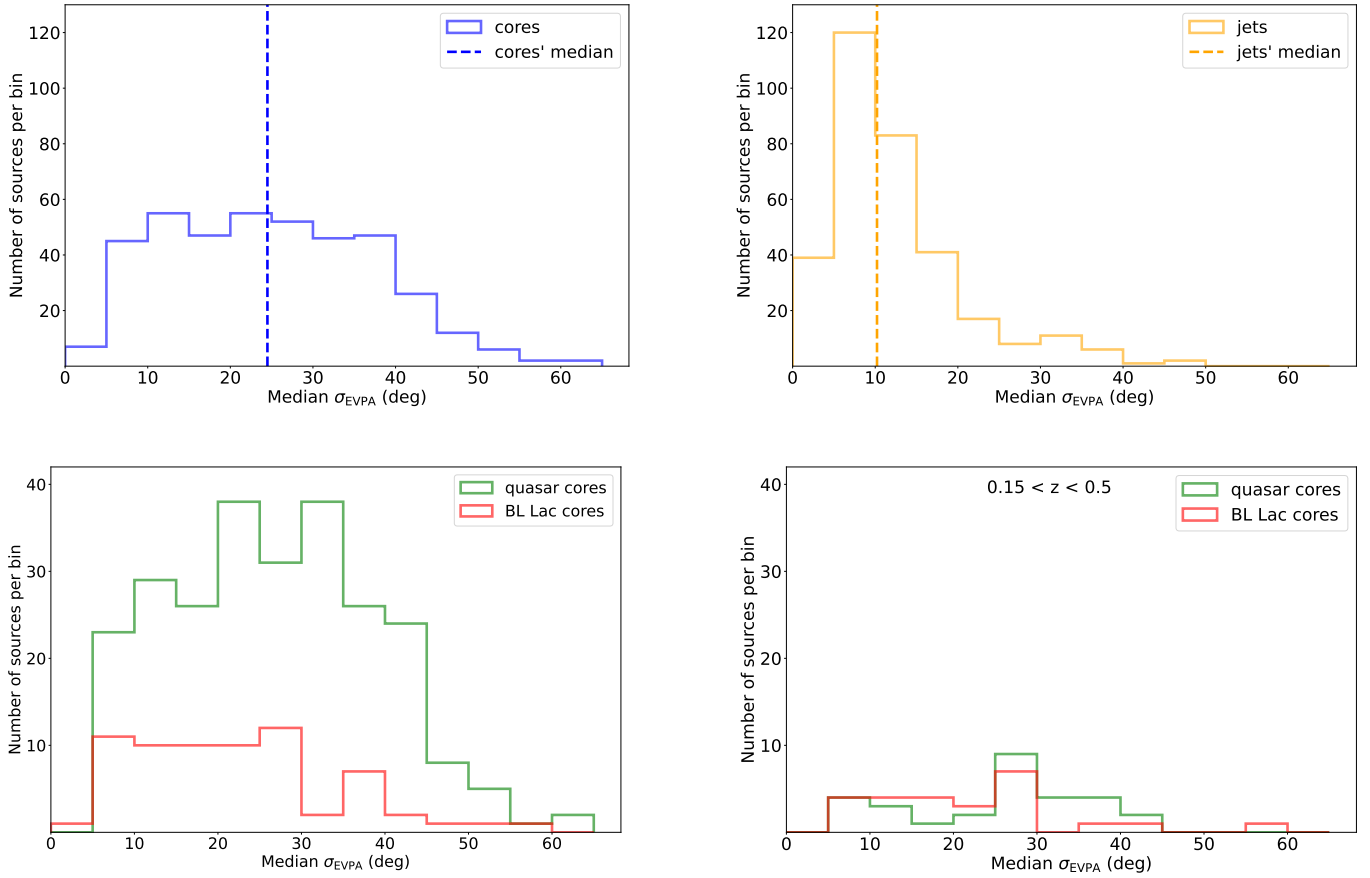 120
100
80
60
40
20
Number of sources per bin
cores
cores' median
0 10 20 30 40 50 60
Median σEVPA (deg)
120
100
80
60
40
20
Number of sources per bin
jets
jets' median
0 10 20 30 40 50 60
Median σEVPA (deg)
40
30
20
10
Number of sources per bin
quasar cores
BL Lac cores
0 10 20 30 40 50 60
Median σEVPA (deg)
40
30
20
10
Number of sources per bin
0.15 < z < 0.5
quasar cores
BL Lac cores
0 10 20 30 40 50 60
Median σEVPA (deg)